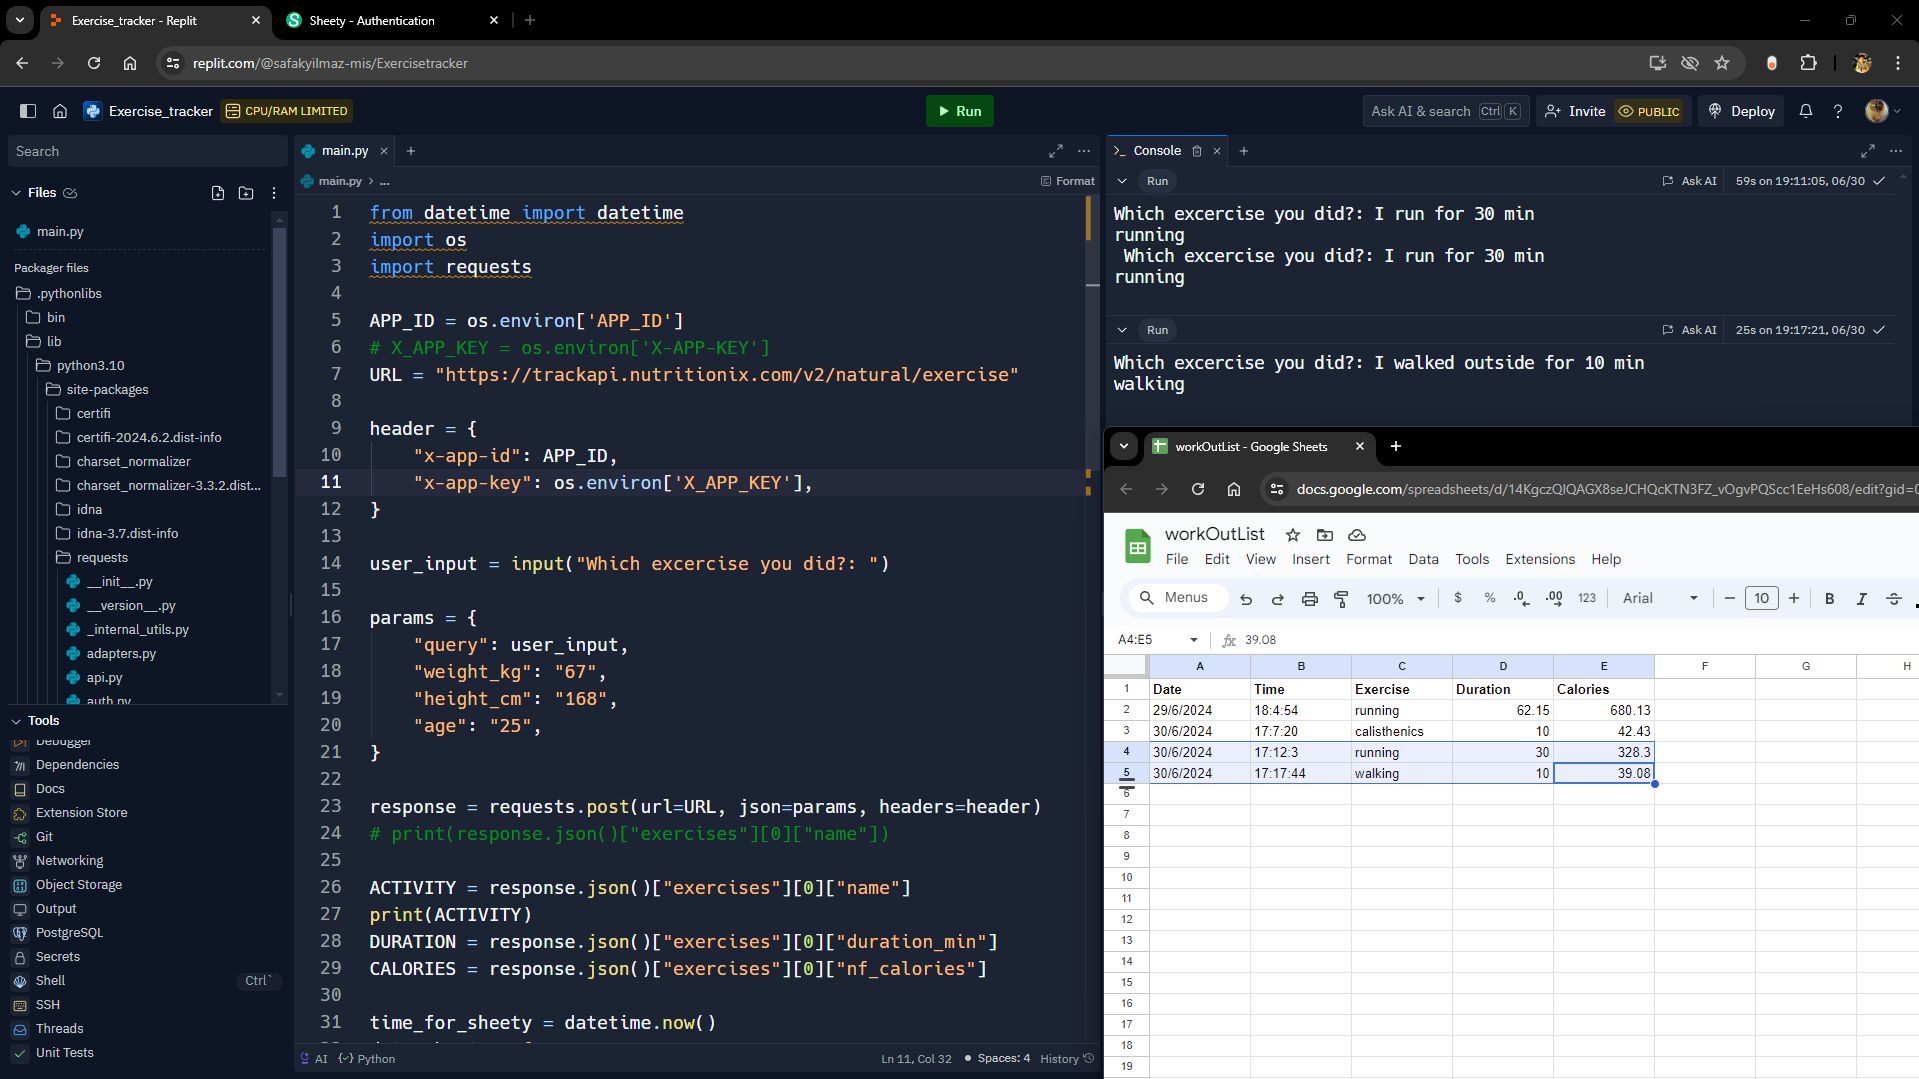 Exercise_tracker - Replit
Sheety - Authentication
replit.com/@safakyilmaz-mis/Exercisetracker
Exercise_tracker
CPU/RAM LIMITED
Run
Ask AI & search Ctrl K
Invite
PUBLIC
Deploy
Search
Files
main.py
Packager files
.pythonlibs
bin
lib
python3.10
site-packages
certifi
certifi-2024.6.2.dist-info
charset_normalizer
charset_normalizer-3.3.2.dist...
idna
idna-3.7.dist-info
requests
__init__.py
__version__.py
_internal_utils.py
adapters.py
api.py
auth.py
Tools
Debugger
Dependencies
Docs
Extension Store
Git
Networking
Object Storage
Output
PostgreSQL
Secrets
Shell Ctrl `
SSH
Threads
Unit Tests
main.py
main.py > ...
Format
1 from datetime import datetime
2 import os
3 import requests
4
5 APP_ID = os.environ['APP_ID']
6 # X_APP_KEY = os.environ['X-APP-KEY']
7 URL = "https://trackapi.nutritionix.com/v2/natural/exercise"
8
9 header = {
10 "x-app-id": APP_ID,
11 "x-app-key": os.environ['X_APP_KEY'],
12 }
13
14 user_input = input("Which excercise you did?: ")
15
16 params = {
17 "query": user_input,
18 "weight_kg": "67",
19 "height_cm": "168",
20 "age": "25",
21 }
22
23 response = requests.post(url=URL, json=params, headers=header)
24 # print(response.json()["exercises"][0]["name"])
25
26 ACTIVITY = response.json()["exercises"][0]["name"]
27 print(ACTIVITY)
28 DURATION = response.json()["exercises"][0]["duration_min"]
29 CALORIES = response.json()["exercises"][0]["nf_calories"]
30
31 time_for_sheety = datetime.now()
AI
Python
Ln 11, Col 32
Spaces: 4
History
Console
Run
Ask AI
59s on 19:11:05, 06/30
Which excercise you did?: I run for 30 min
running
Which excercise you did?: I run for 30 min
running
Run
Ask AI
25s on 19:17:21, 06/30
Which excercise you did?: I walked outside for 10 min
walking
workOutList - Google Sheets
docs.google.com/spreadsheets/d/14KgczQIQAGX8seJCHQcKTN3FZ_vOgvPQScc1EeHs608/edit?gid=0
workOutList
File Edit View Insert Format Data Tools Extensions Help
Menus
100%
$ % .0 .00 123
Arial
10
B I
A4:E5
fx 39.08
A B C D E F G H
1 Date Time Exercise Duration Calories
2 29/6/2024 18:4:54 running 62.15 680.13
3 30/6/2024 17:7:20 calisthenics 10 42.43
4 30/6/2024 17:12:3 running 30 328.3
5 30/6/2024 17:17:44 walking 10 39.08
6
7
8
9
10
11
12
13
14
15
16
17
18
19